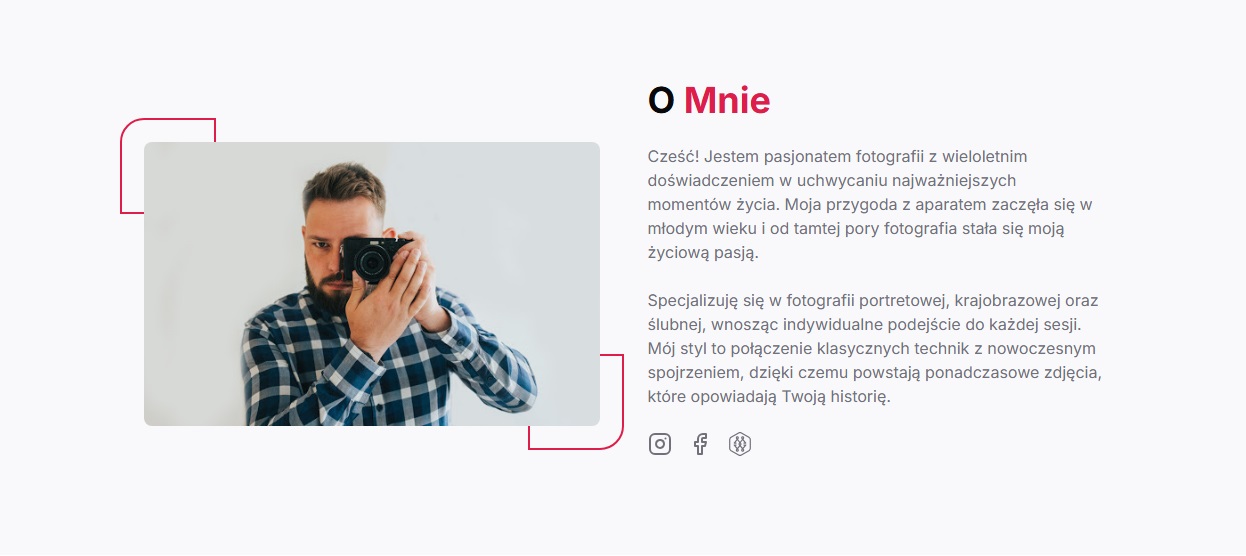 O Mnie
Cześć! Jestem pasjonatem fotografii z wieloletnim
doświadczeniem w uchwycaniu najważniejszych
momentów życia. Moja przygoda z aparatem zaczęła się w
młodym wieku i od tamtej pory fotografia stała się moją
życiową pasją.
Specjalizuję się w fotografii portretowej, krajobrazowej oraz
ślubnej, wnosząc indywidualne podejście do każdej sesji.
Mój styl to połączenie klasycznych technik z nowoczesnym
spojrzeniem, dzięki czemu powstają ponadczasowe zdjęcia,
które opowiadają Twoją historię.